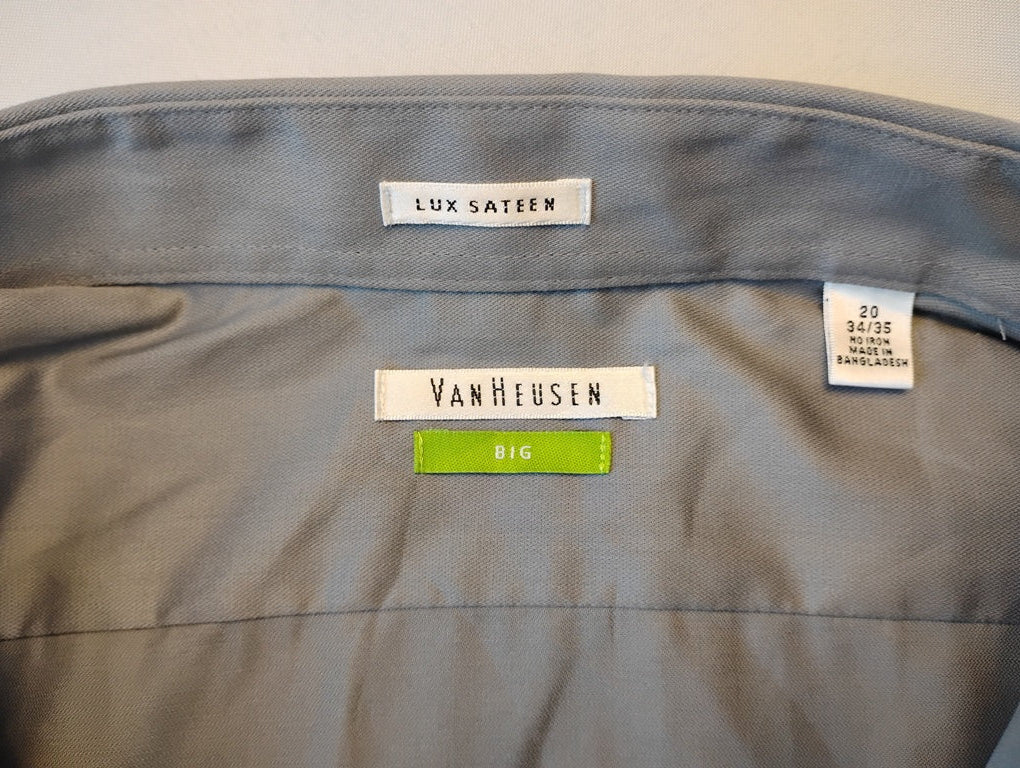 LUX SATEEN
20
34/35
NO IRON
MADE IN
BANGLADESH
VANHEUSEN
BIG